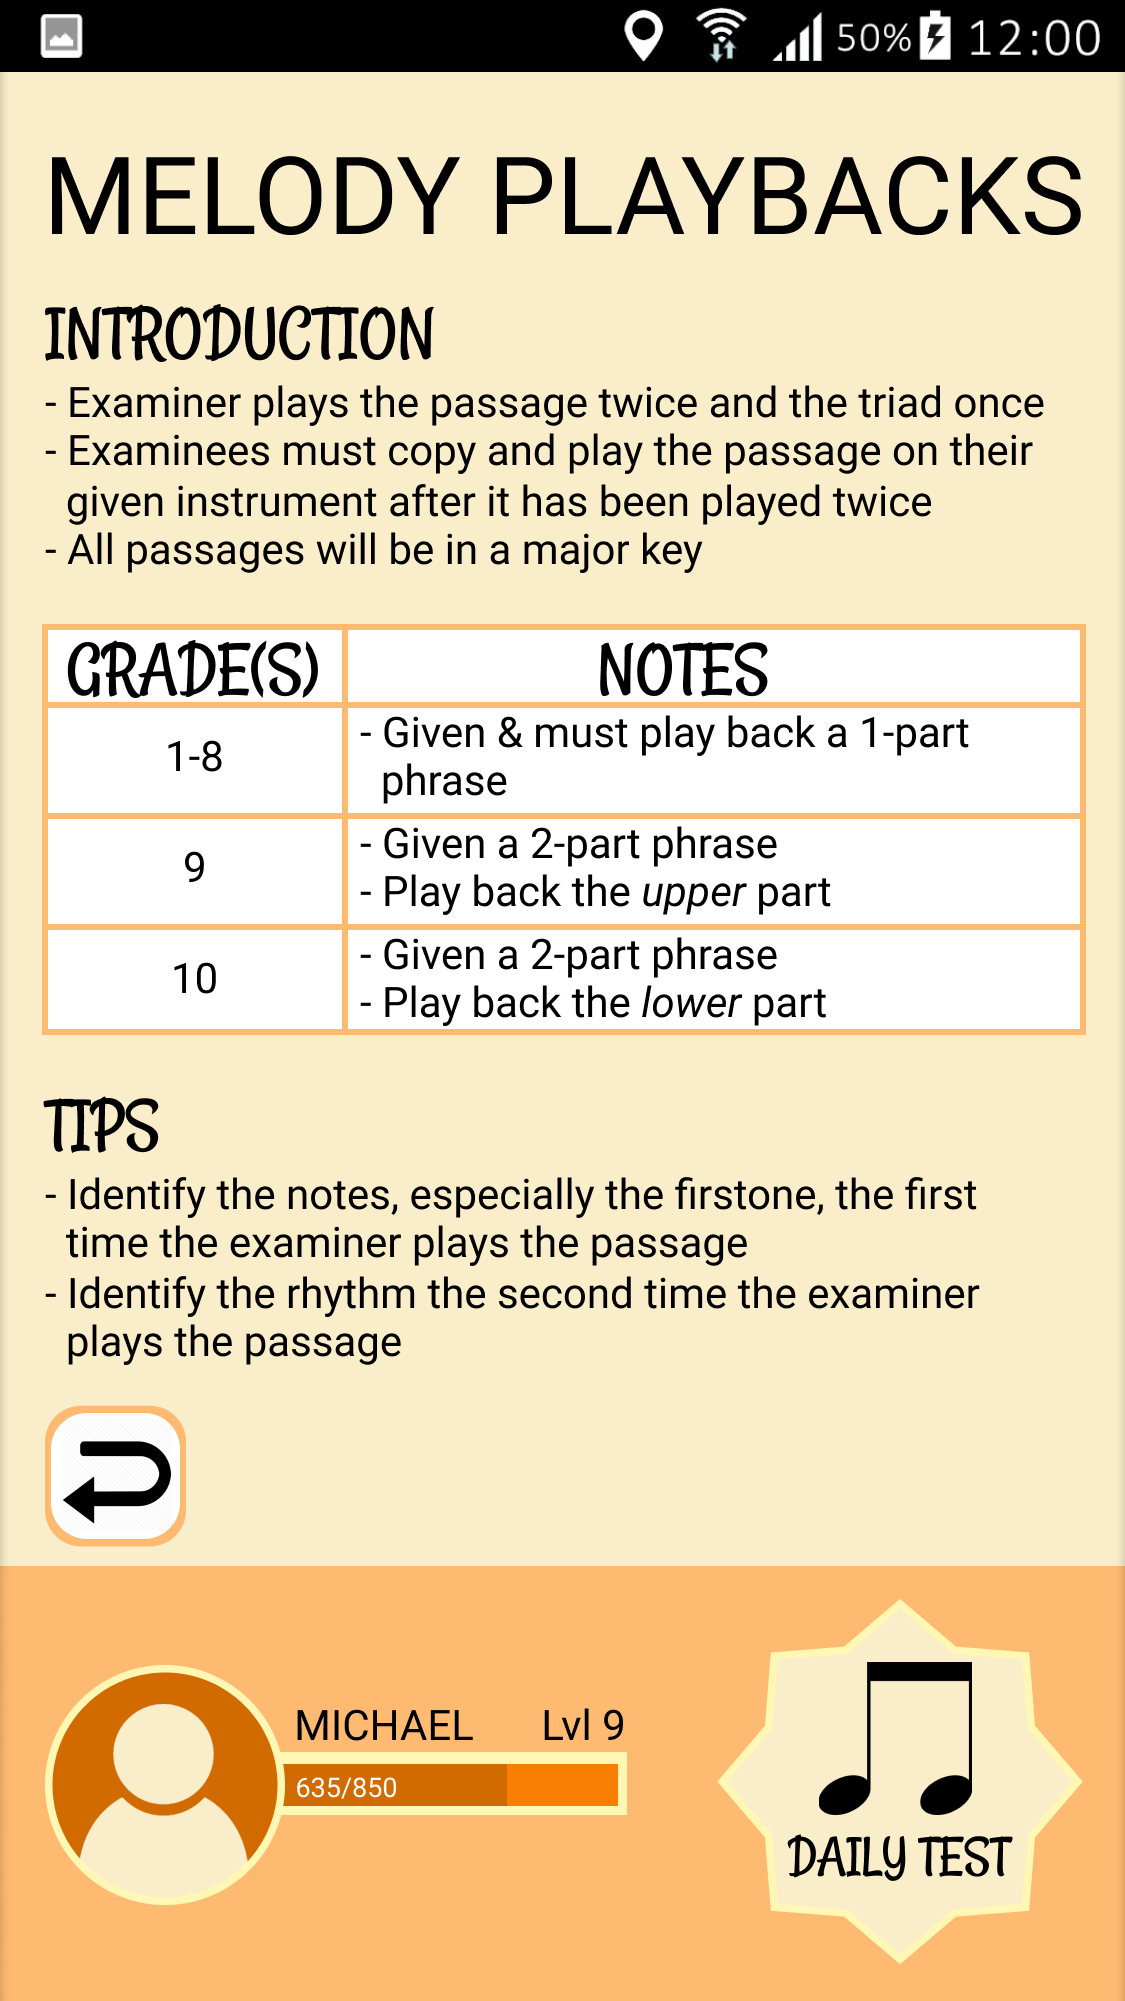 50% 12:00
MELODY PLAYBACKS
INTRODUCTION
- Examiner plays the passage twice and the triad once
- Examinees must copy and play the passage on their
given instrument after it has been played twice
- All passages will be in a major key
GRADE(S) NOTES
1-8
- Given & must play back a 1-part
phrase
9
- Given a 2-part phrase
- Play back the upper part
10
- Given a 2-part phrase
- Play back the lower part
TIPS
- Identify the notes, especially the firstone, the first
time the examiner plays the passage
- Identify the rhythm the second time the examiner
plays the passage
MICHAEL Lvl 9
635/850
DAILY TEST